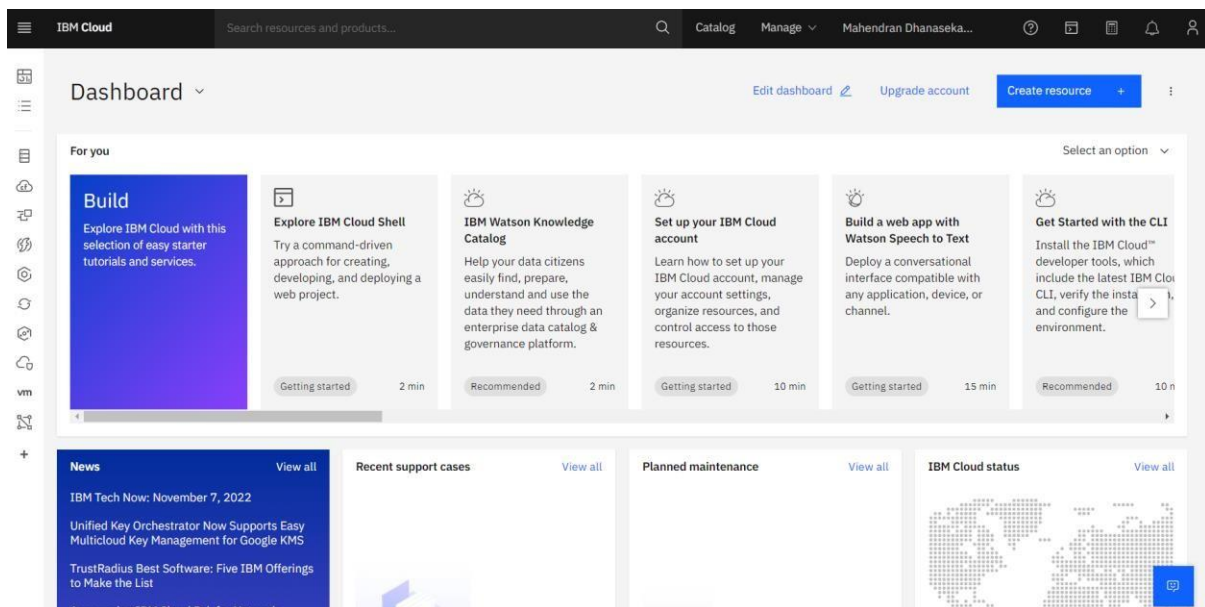 IBM Cloud
Search resources and products...
Catalog
Manage
Mahendran Dhanaseka...
Dashboard
Edit dashboard
Upgrade account
Create resource +
For you
Select an option
Build
Explore IBM Cloud with this
selection of easy starter
tutorials and services.
Explore IBM Cloud Shell
Try a command-driven
approach for creating,
developing, and deploying a
web project.
Getting started
2 min
IBM Watson Knowledge
Catalog
Help your data citizens
easily find, prepare,
understand and use the
data they need through an
enterprise data catalog &
governance platform.
Recommended
2 min
Set up your IBM Cloud
account
Learn how to set up your
IBM Cloud account, manage
your account settings,
organize resources, and
control access to those
resources.
Getting started
10 min
Build a web app with
Watson Speech to Text
Deploy a conversational
interface compatible with
any application, device, or
channel.
Getting started
15 min
Get Started with the CLI
Install the IBM Cloud™
developer tools, which
include the latest IBM
CLI, verify the
and configure the
environment.
Recommended
10
vm
News
View all
IBM Tech Now: November 7, 2022
Unified Key Orchestrator Now Supports Easy
Multicloud Key Management for Google KMS
TrustRadius Best Software: Five IBM Offerings
to Make the List
Recent support cases
View all
Planned maintenance
View all
IBM Cloud status
View all